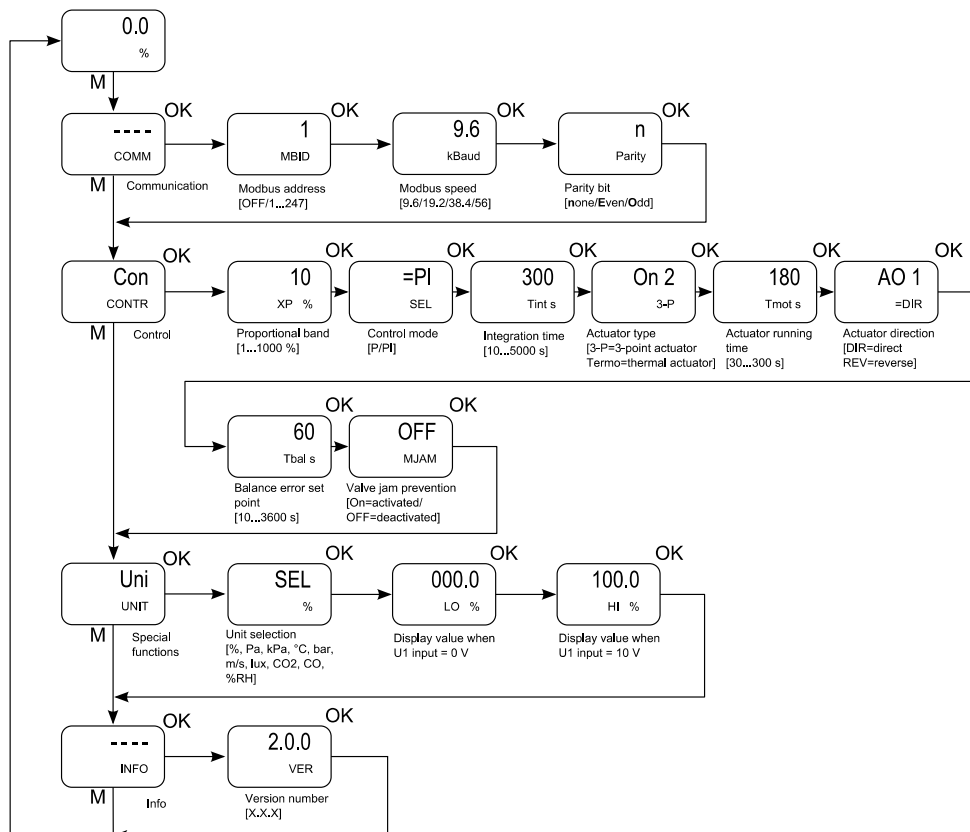 0.0
%
M
OK
OK
OK
OK
----
COMM
1
MBID
9.6
kBaud
n
Parity
M
Communication
Modbus address
[OFF/1...247]
Modbus speed
[9.6/19.2/38.4/56]
Parity bit
[none/Even/Odd]
OK
OK
OK
OK
OK
OK
OK
Con
CONTR
10
XP %
=PI
SEL
300
Tint s
On 2
3-P
180
Tmot s
AO 1
=DIR
M
Control
Proportional band
[1...1000 %]
Control mode
[P/PI]
Integration time
[10...5000 s]
Actuator type
[3-P=3-point actuator
Termo=thermal actuator]
Actuator running
time
[30...300 s]
Actuator direction
[DIR=direct
REV=reverse]
OK
OK
60
Tbal s
OFF
MJAM
Balance error set
point
[10...3600 s]
Valve jam prevention
[On=activated/
OFF=deactivated]
OK
OK
OK
OK
Uni
UNIT
SEL
%
000.0
LO %
100.0
HI %
M
Special
functions
Unit selection
[%, Pa, kPa, °C, bar,
m/s, lux, CO2, CO,
%RH]
Display value when
U1 input = 0 V
Display value when
U1 input = 10 V
OK
OK
----
INFO
2.0.0
VER
M
Info
Version number
[X.X.X]